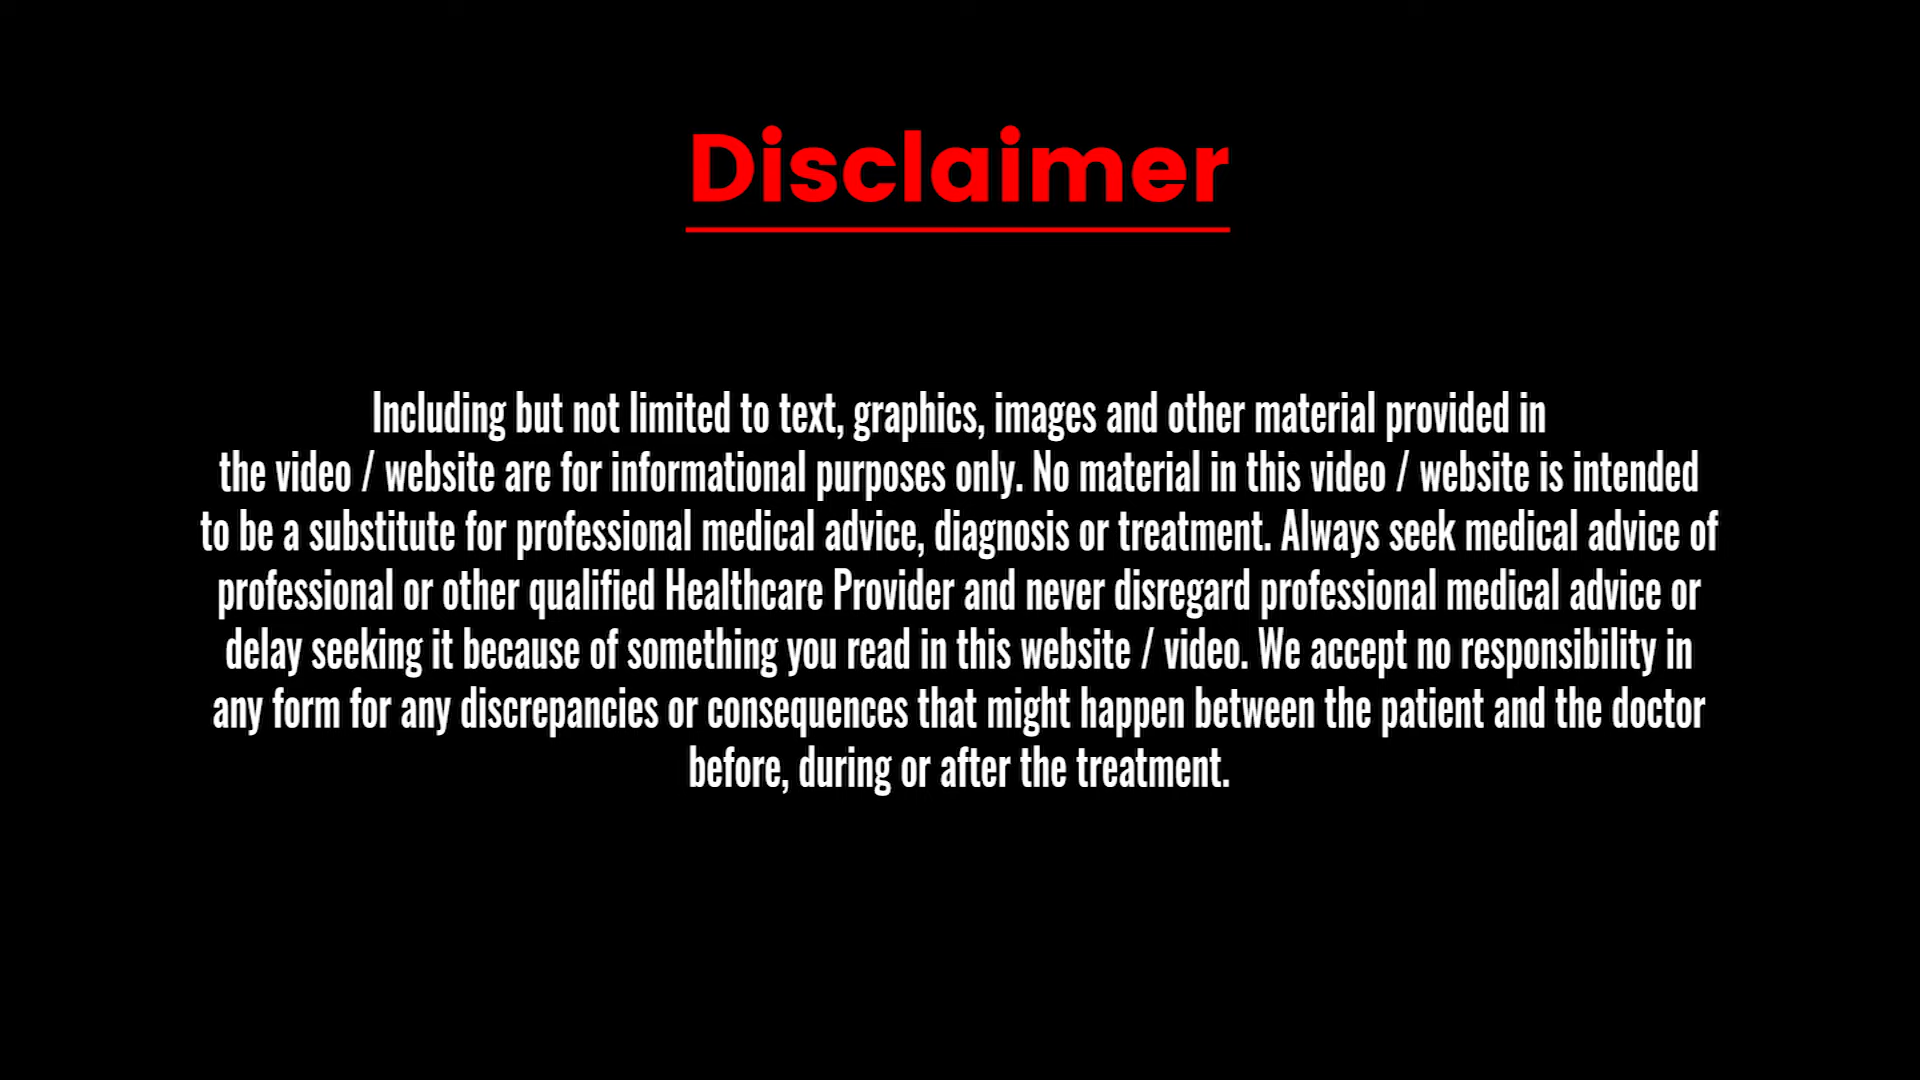 Disclaimer
Including but not limited to text, graphics, images and other material provided in
the video / website are for informational purposes only. No material in this video / website is intended
to be a substitute for professional medical advice, diagnosis or treatment. Always seek medical advice of
professional or other qualified Healthcare Provider and never disregard professional medical advice or
delay seeking it because of something you read in this website / video. We accept no responsibility in
any form for any discrepancies or consequences that might happen between the patient and the doctor
before, during or after the treatment.